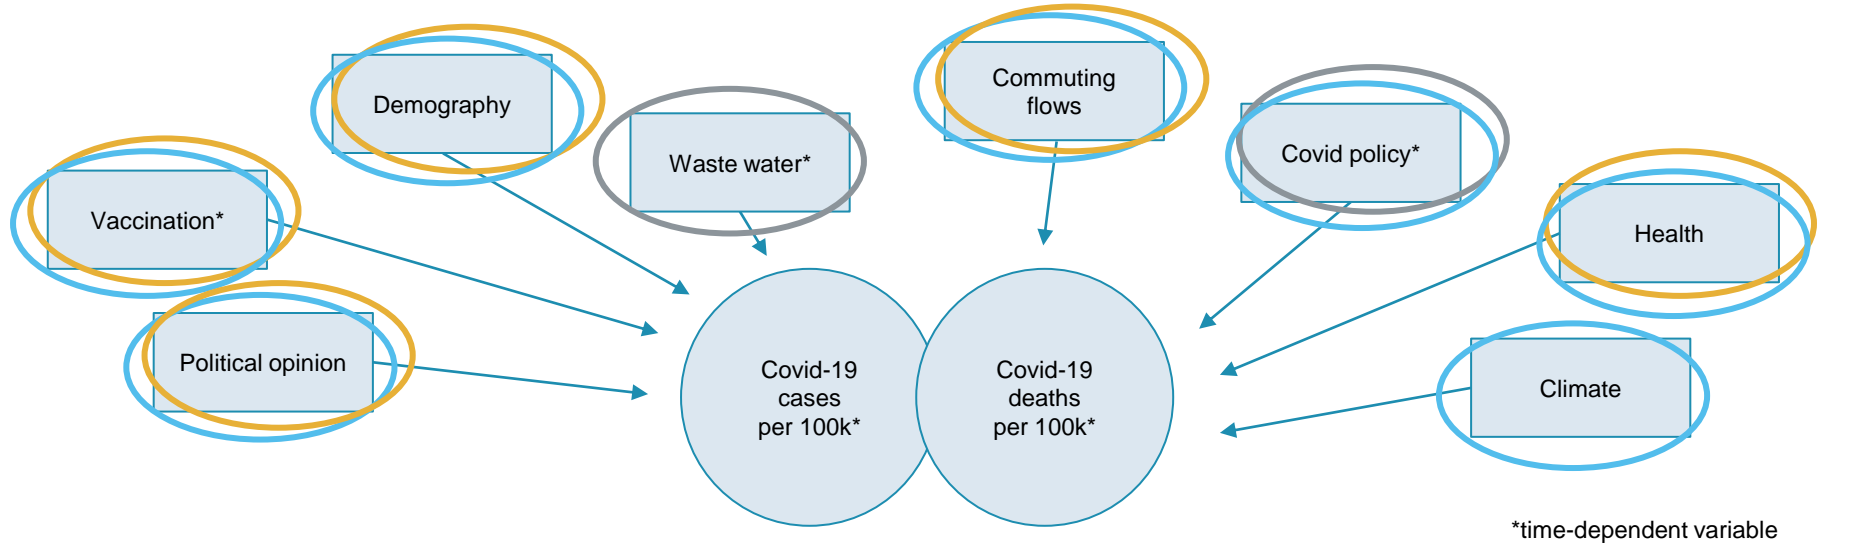 Demography
Commuting
flows
Waste water*
Covid policy*
Vaccination*
Health
Political opinion
Covid-19
cases
per 100k*
Covid-19
deaths
per 100k*
Climate
*time-dependent variable